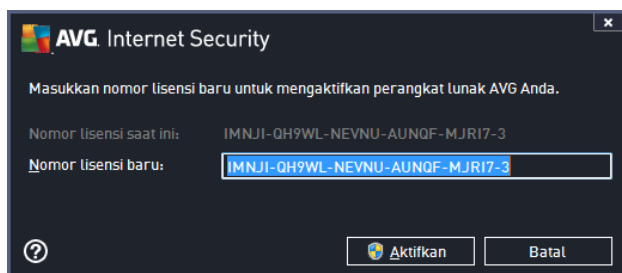 AVG. Internet Security
Masukkan nomor lisensi baru untuk mengaktifkan perangkat lunak AVG Anda.
Nomor lisensi saat ini: IMNJI-QH9WL-NEVNU-AUNQF-MJRI7-3
Nomor lisensi baru: IMNJI-QH9WL-NEVNU-AUNQF-MJRI7-3
Aktifkan Batal